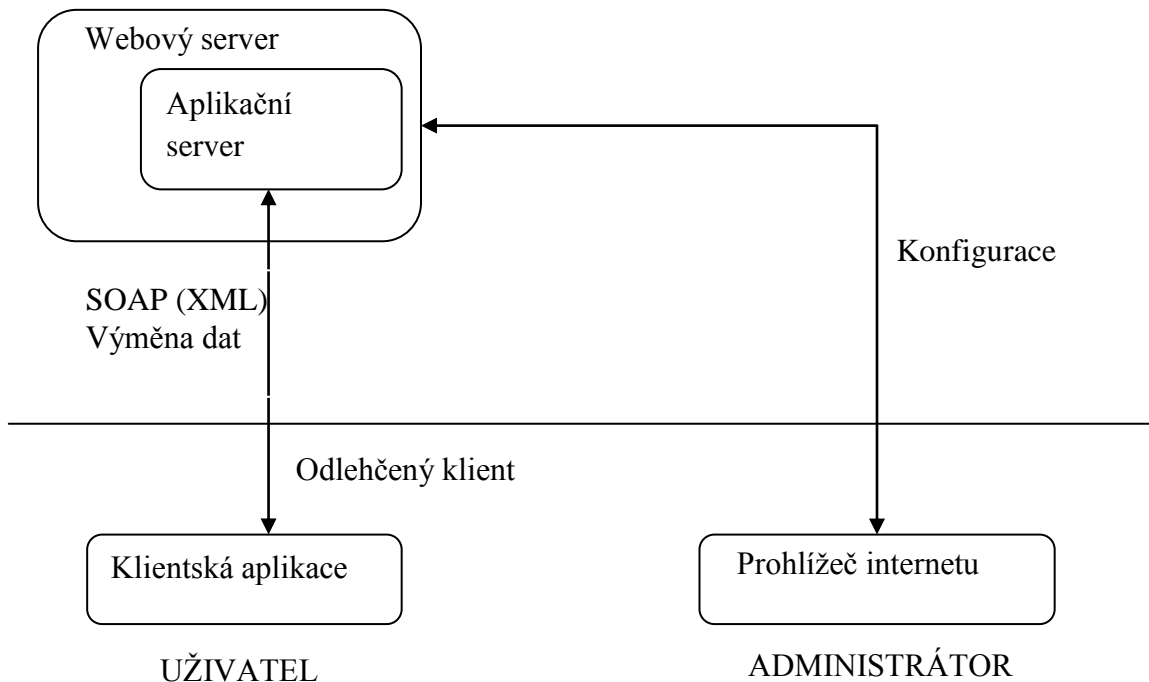 Webový server
Aplikační
server
Konfigurace
SOAP (XML)
Výměna dat
Odlehčený klient
Klientská aplikace
Prohlížeč internetu
UŽIVATEL
ADMINISTRÁTOR